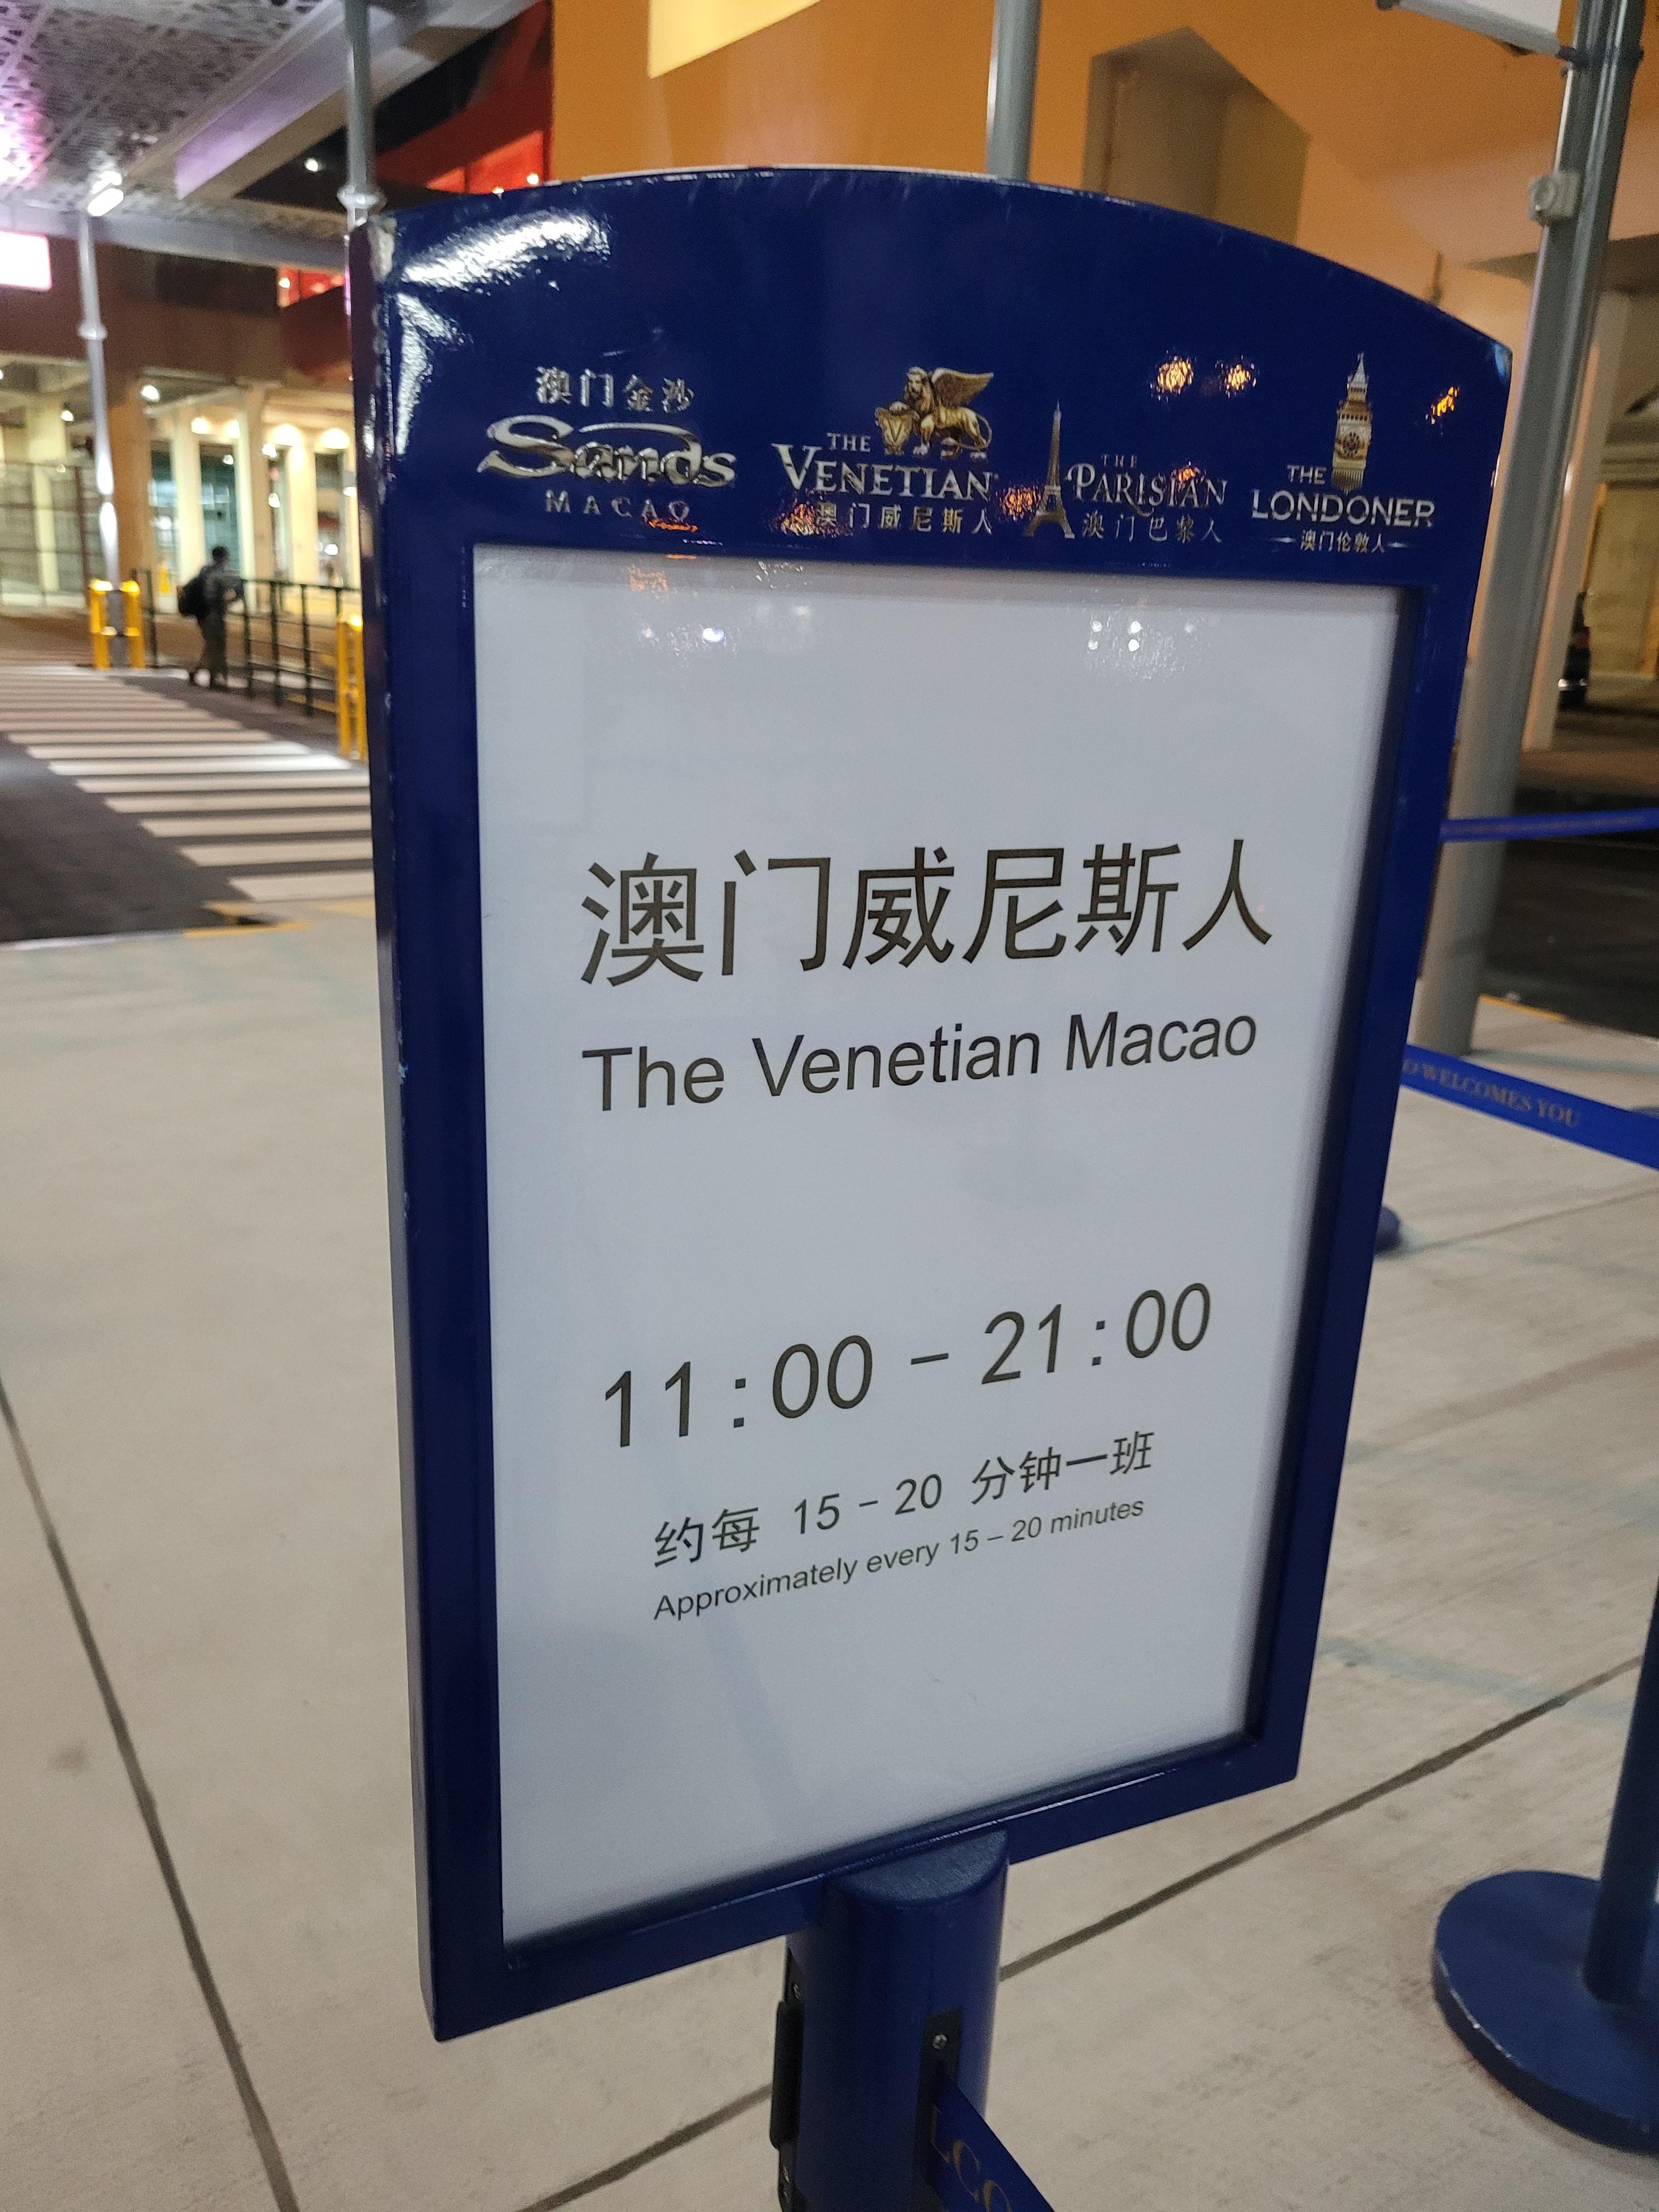 澳门金沙
Sands
MACAO
THE
VENETIAN
澳门威尼斯人
THE
PARISIAN
澳门巴黎人
THE
LONDONER
澳门伦敦人
澳门威尼斯人
The Venetian Macao
11:00 - 21:00
约每 15 - 20 分钟一班
Approximately every 15 – 20 minutes
WELCOMES YOU